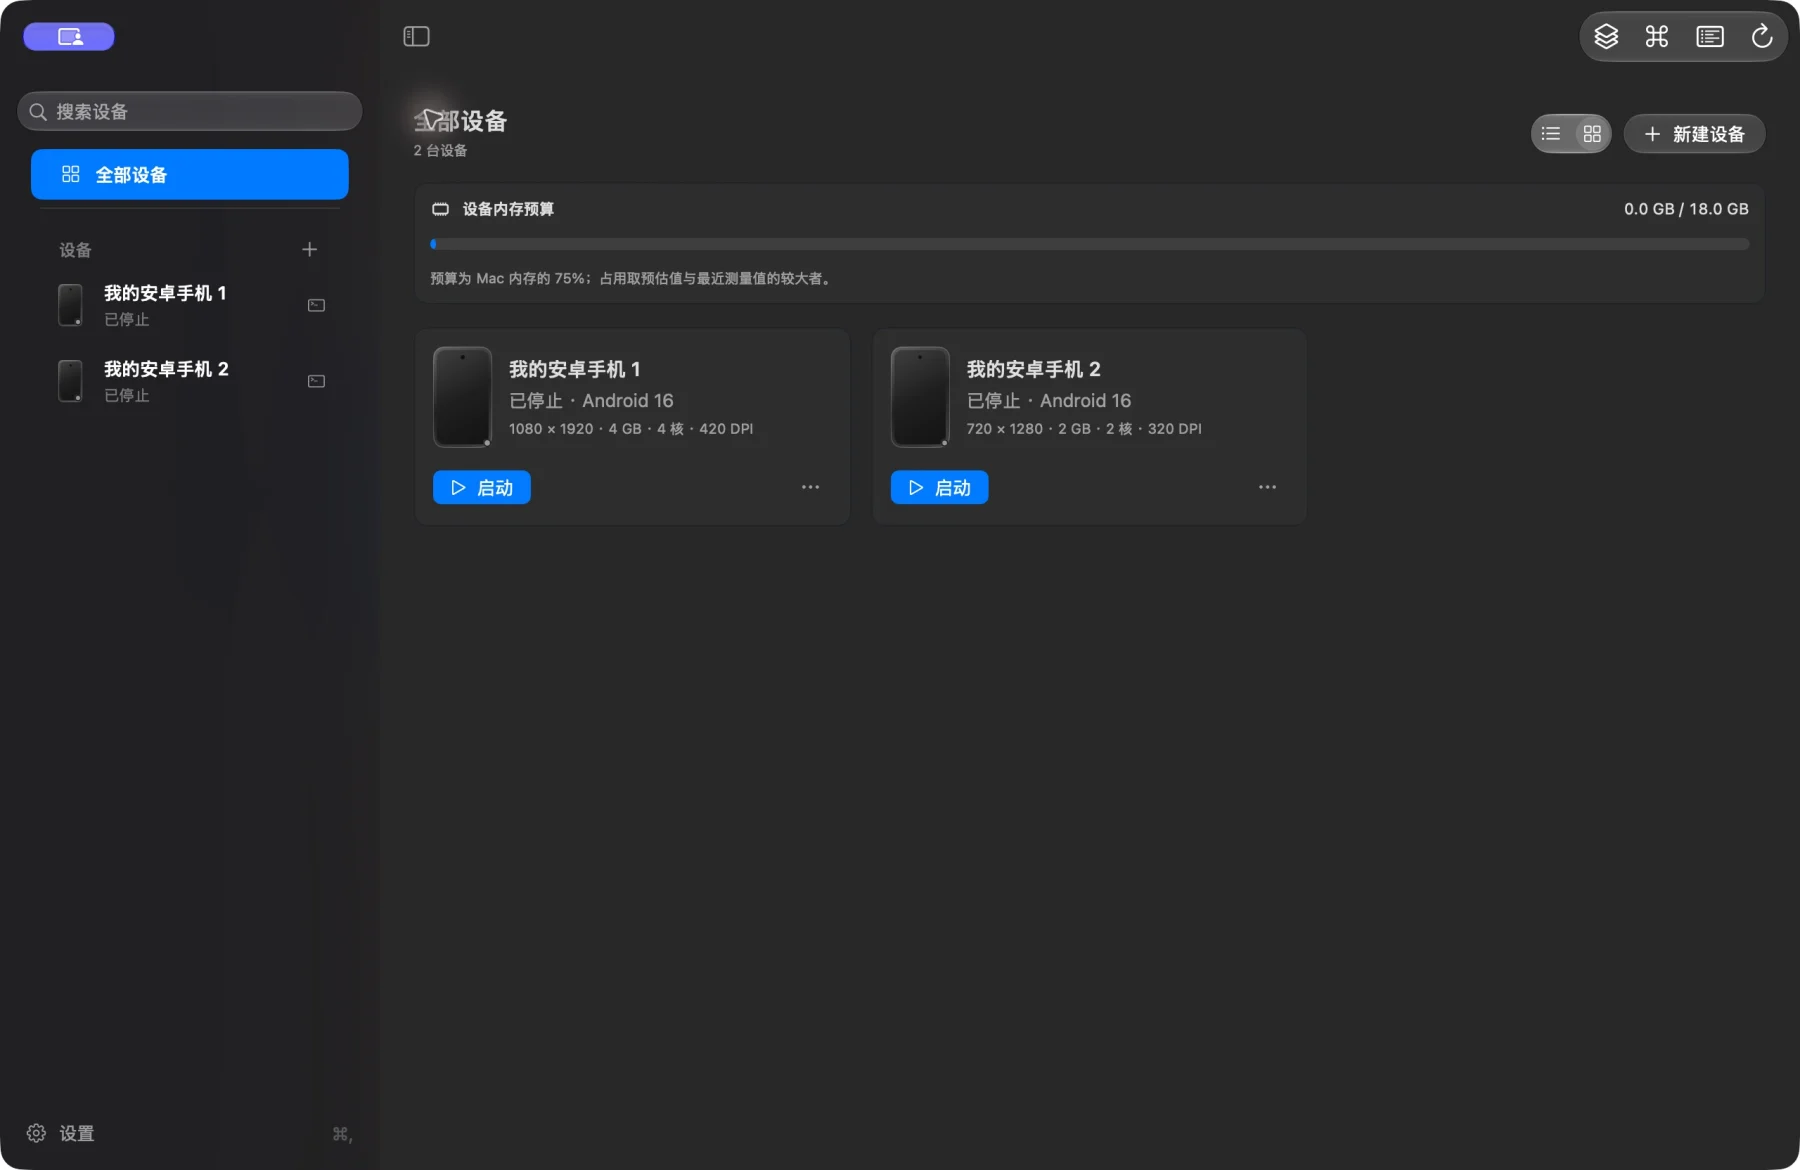 搜索设备
全部设备
设备
我的安卓手机 1
已停止
我的安卓手机 2
已停止
设置
⌘,
全部设备
2 台设备
新建设备
设备内存预算
0.0 GB / 18.0 GB
预算为 Mac 内存的 75%；占用取预估值与最近测量值的较大者。
我的安卓手机 1
已停止 · Android 16
1080 × 1920 · 4 GB · 4 核 · 420 DPI
启动
我的安卓手机 2
已停止 · Android 16
720 × 1280 · 2 GB · 2 核 · 320 DPI
启动